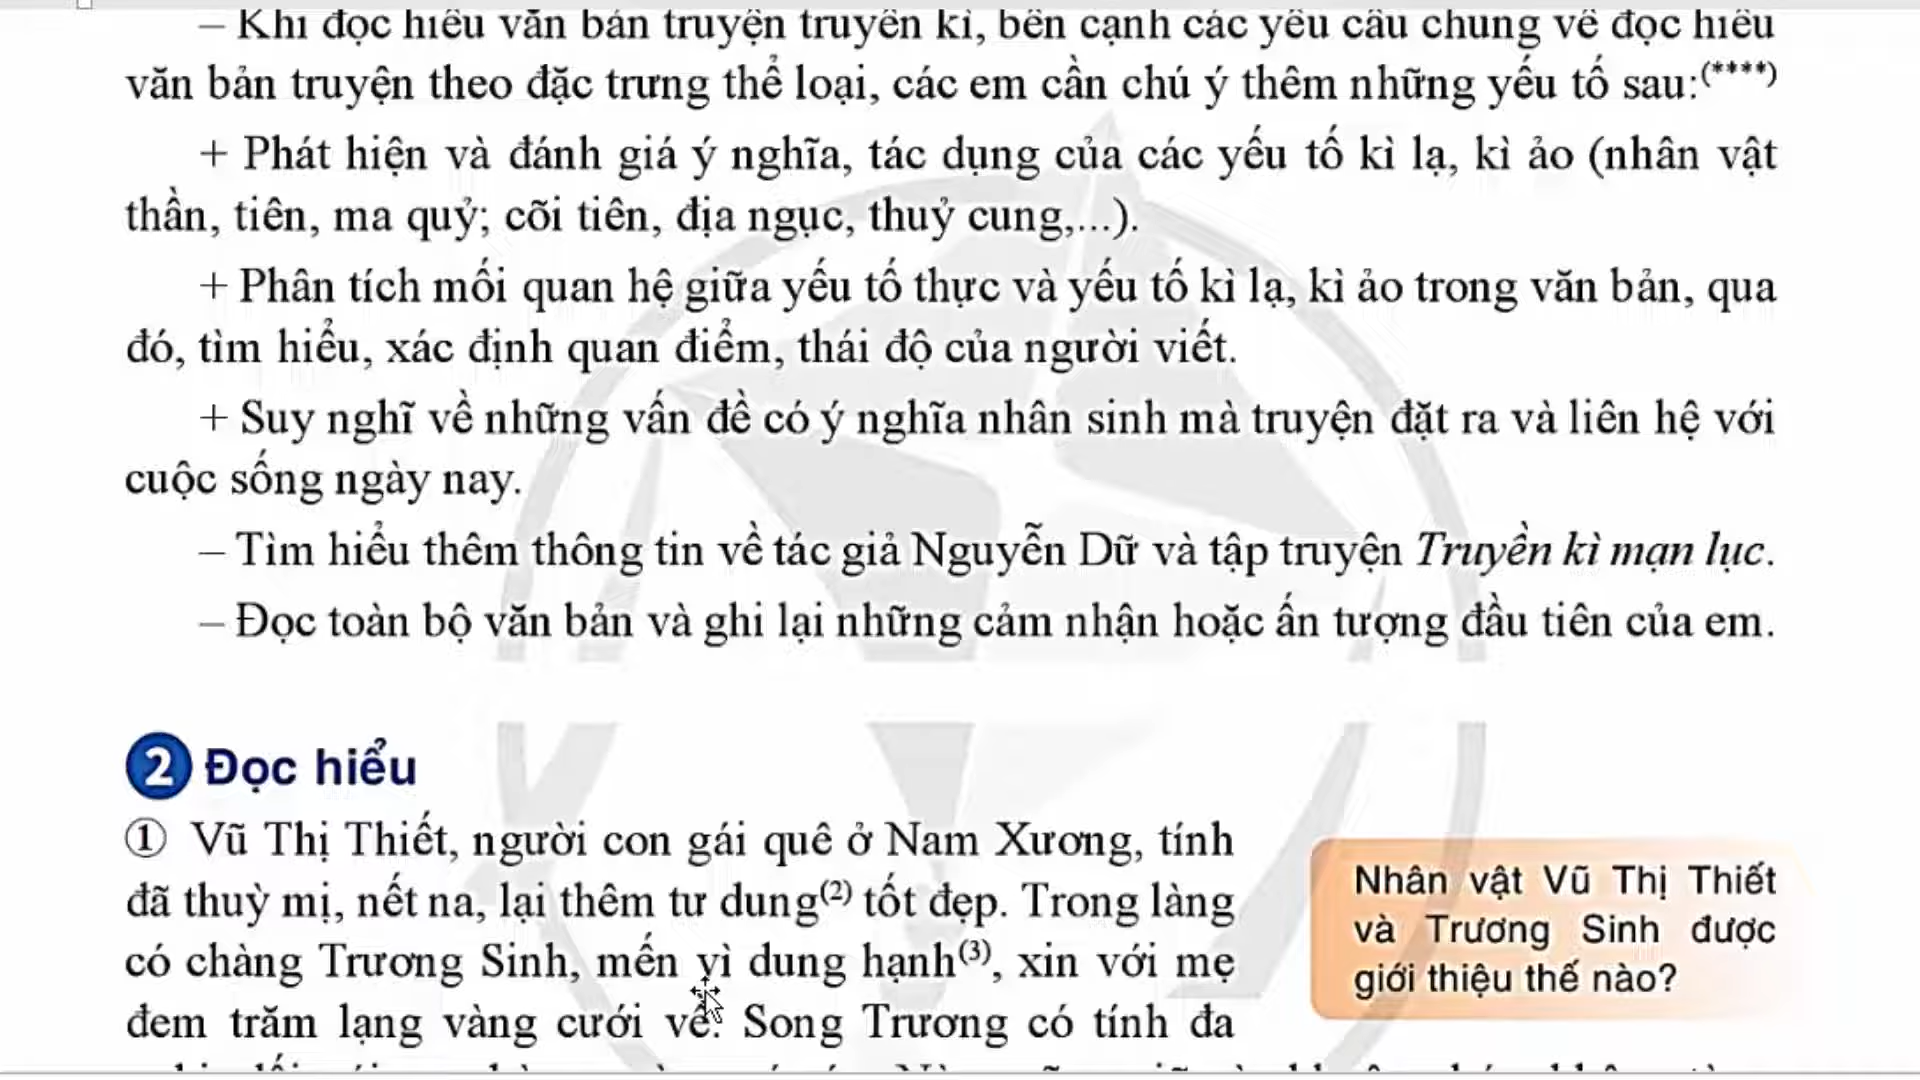 – Khi đọc hiểu văn bản truyện truyền kì, bên cạnh các yêu cầu chung về đọc hiểu
văn bản truyện theo đặc trưng thể loại, các em cần chú ý thêm những yếu tố sau:(****)
+ Phát hiện và đánh giá ý nghĩa, tác dụng của các yếu tố kì lạ, kì ảo (nhân vật
thần, tiên, ma quỷ; cõi tiên, địa ngục, thuỷ cung,...).
+ Phân tích mối quan hệ giữa yếu tố thực và yếu tố kì lạ, kì ảo trong văn bản, qua
đó, tìm hiểu, xác định quan điểm, thái độ của người viết.
+ Suy nghĩ về những vấn đề có ý nghĩa nhân sinh mà truyện đặt ra và liên hệ với
cuộc sống ngày nay.
– Tìm hiểu thêm thông tin về tác giả Nguyễn Dữ và tập truyện Truyền kì mạn lục.
– Đọc toàn bộ văn bản và ghi lại những cảm nhận hoặc ấn tượng đầu tiên của em.
2 Đọc hiểu
① Vũ Thị Thiết, người con gái quê ở Nam Xương, tính
đã thuỳ mị, nết na, lại thêm tư dung(2) tốt đẹp. Trong làng
có chàng Trương Sinh, mến vì dung hạnh(3), xin với mẹ
đem trăm lạng vàng cưới về. Song Trương có tính đa
Nhân vật Vũ Thị Thiết
và Trương Sinh được
giới thiệu thế nào?